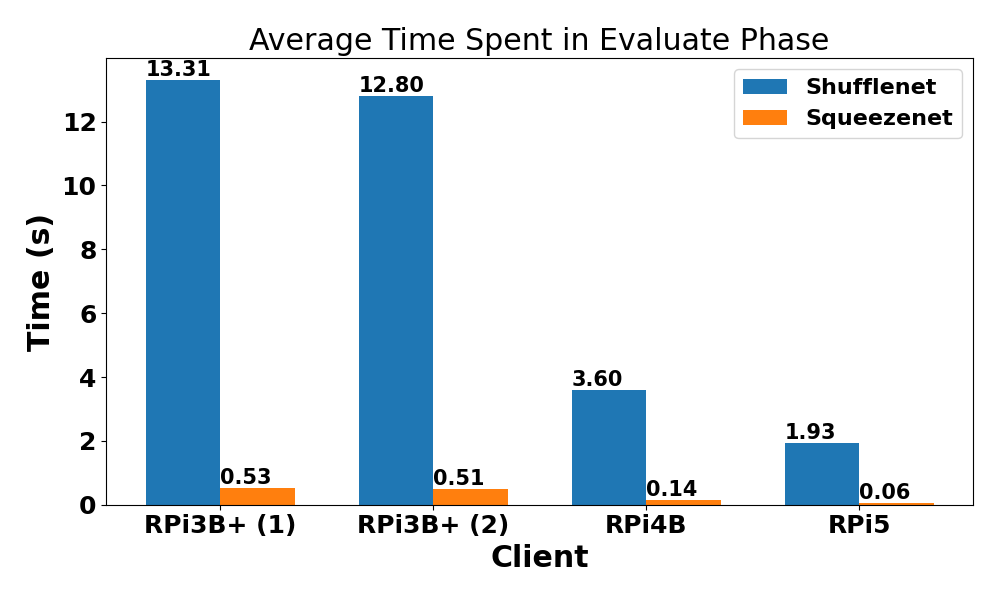 Average Time Spent in Evaluate Phase
13.31
12.80
Shufflenet
Squeezenet
12
10
8
6
4
2
0
Time (s)
3.60
1.93
0.53
0.51
0.14
0.06
RPi3B+ (1)
RPi3B+ (2)
RPi4B
RPi5
Client